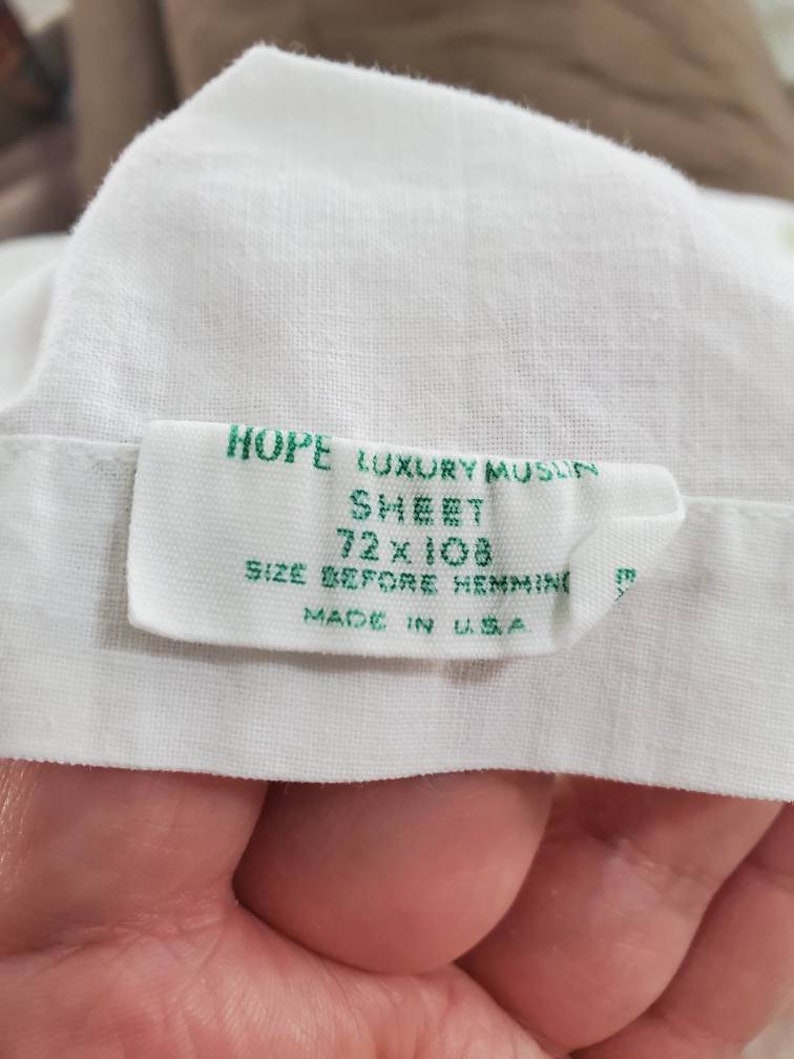 HOPE LUXURY MUSLIN
SHEET
72 x 108
SIZE BEFORE HEMMING
MADE IN U.S.A